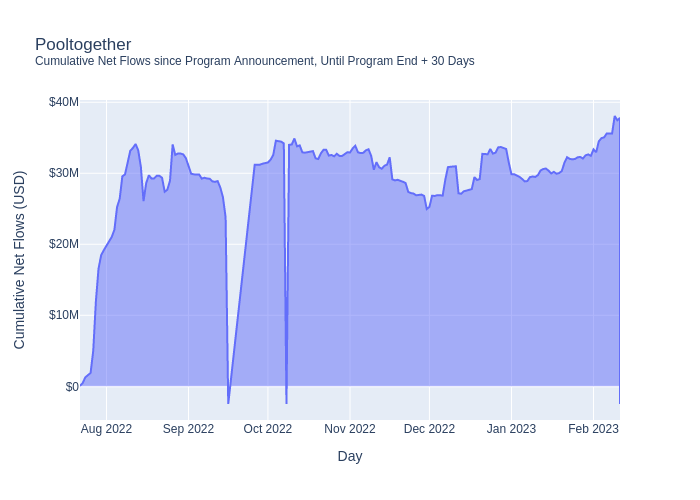 Pooltogether
Cumulative Net Flows since Program Announcement, Until Program End + 30 Days
Cumulative Net Flows (USD)
$40M
$30M
$20M
$10M
$0
Aug 2022
Sep 2022
Oct 2022
Nov 2022
Dec 2022
Jan 2023
Feb 2023
Day